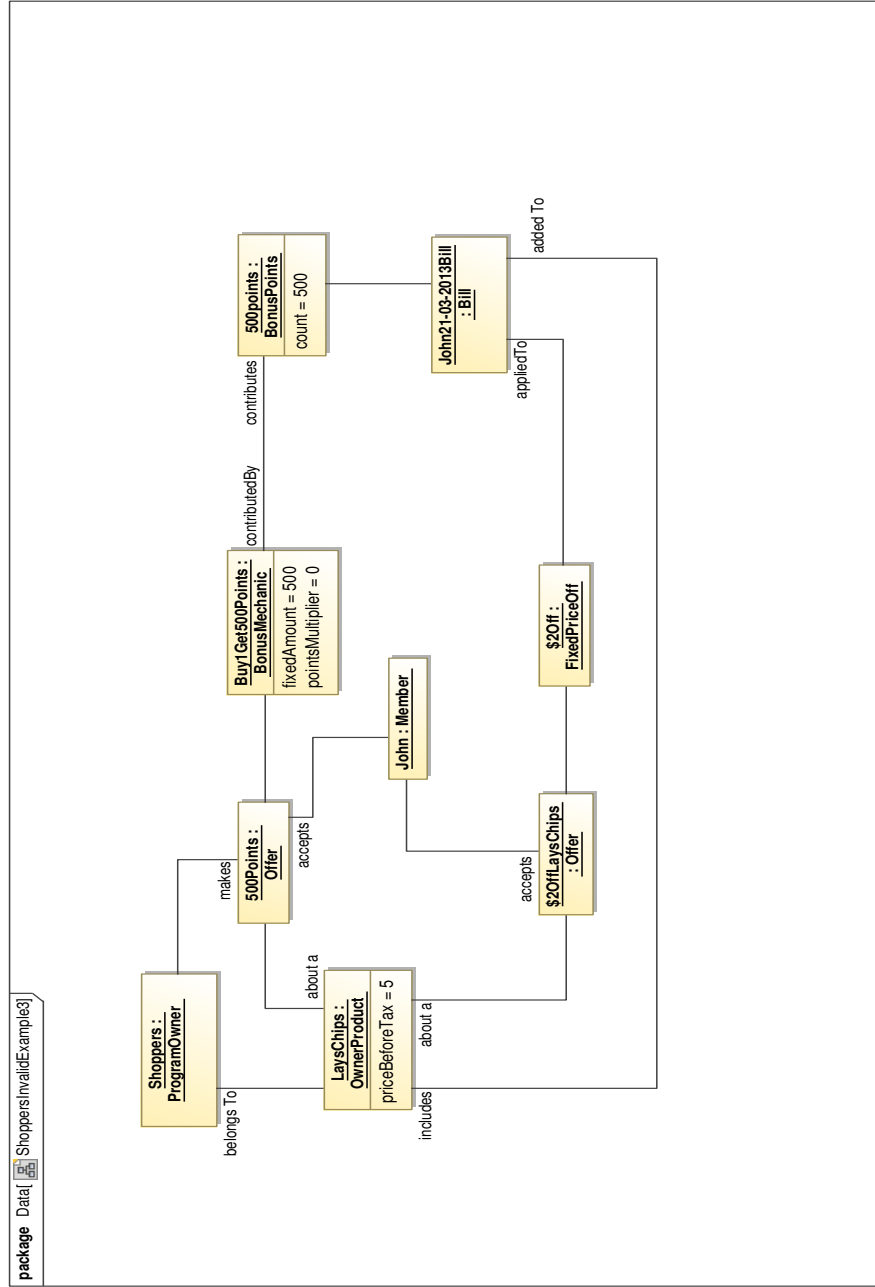 package Data[ ShoppersInvalidExample3]
Shoppers :
ProgramOwner
belongs To
makes
500Points :
Offer
accepts
Buy1Get500Points :
BonusMechanic
fixedAmount = 500
pointsMultiplier = 0
contributedBy
contributes
500points :
BonusPoints
count = 500
about a
LaysChips :
OwnerProduct
priceBeforeTax = 5
includes
about a
John : Member
accepts
$2OffLaysChips
: Offer
$2Off :
FixedPriceOff
appliedTo
John21-03-2013Bill
: Bill
added To